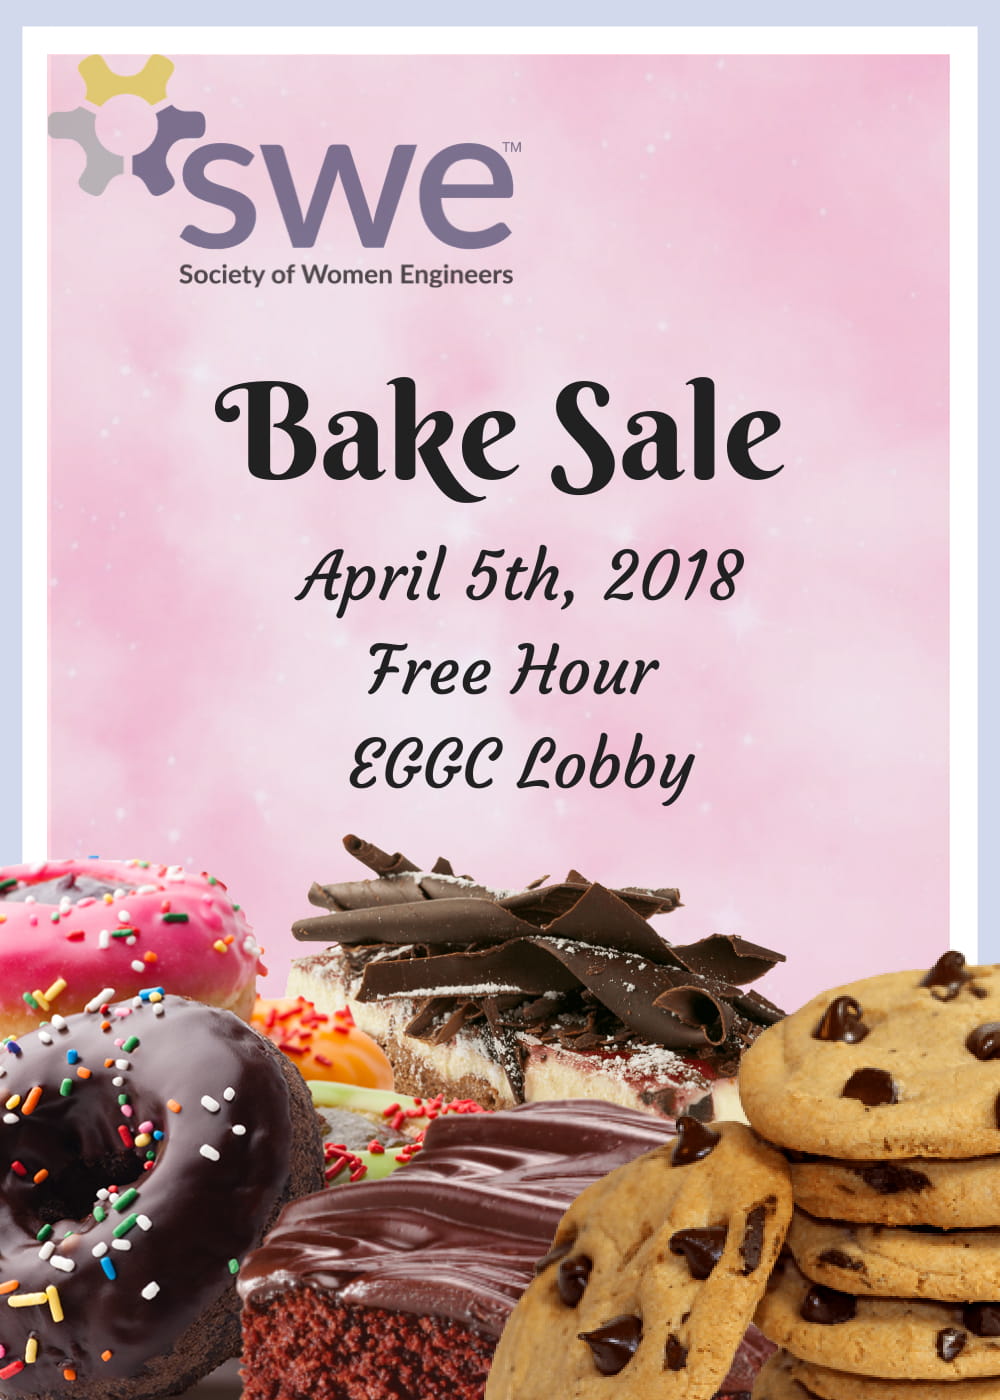 swe™
Society of Women Engineers
Bake Sale
April 5th, 2018
Free Hour
EGGC Lobby